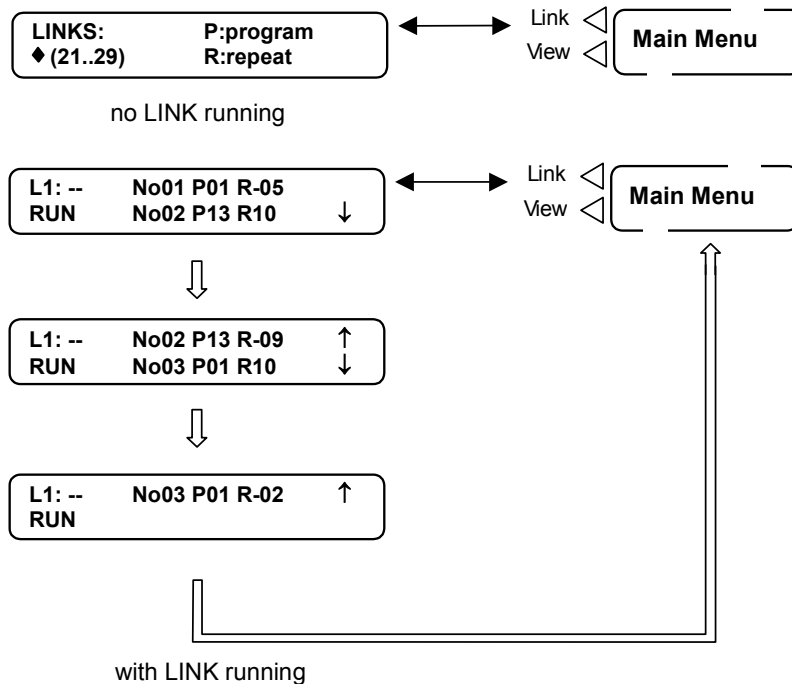 LINKS: P:program
♦ (21..29) R:repeat
Link
View
Main Menu
no LINK running
L1: -- No01 P01 R-05
RUN No02 P13 R10 ↓
Link
View
Main Menu
L1: -- No02 P13 R-09 ↑
RUN No03 P01 R10 ↓
L1: -- No03 P01 R-02 ↑
RUN
with LINK running